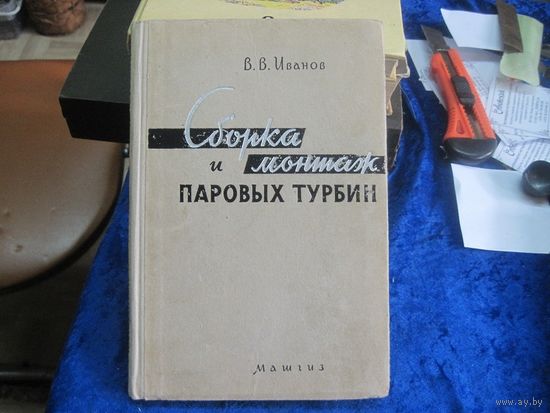 В. В. Иванов
Сборка
и монтаж
ПАРОВЫХ ТУРБИН
Машгиз
© www.ay.by